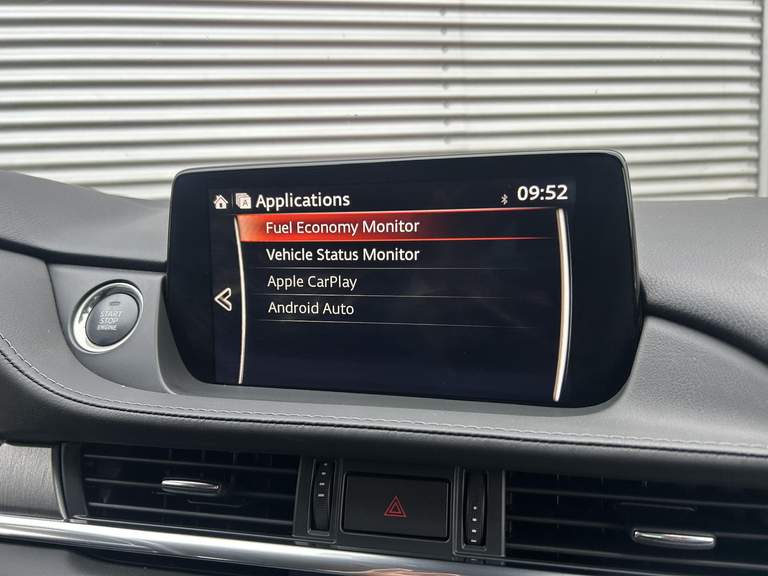 Applications
09:52
Fuel Economy Monitor
Vehicle Status Monitor
Apple CarPlay
Android Auto
START
STOP
ENGINE